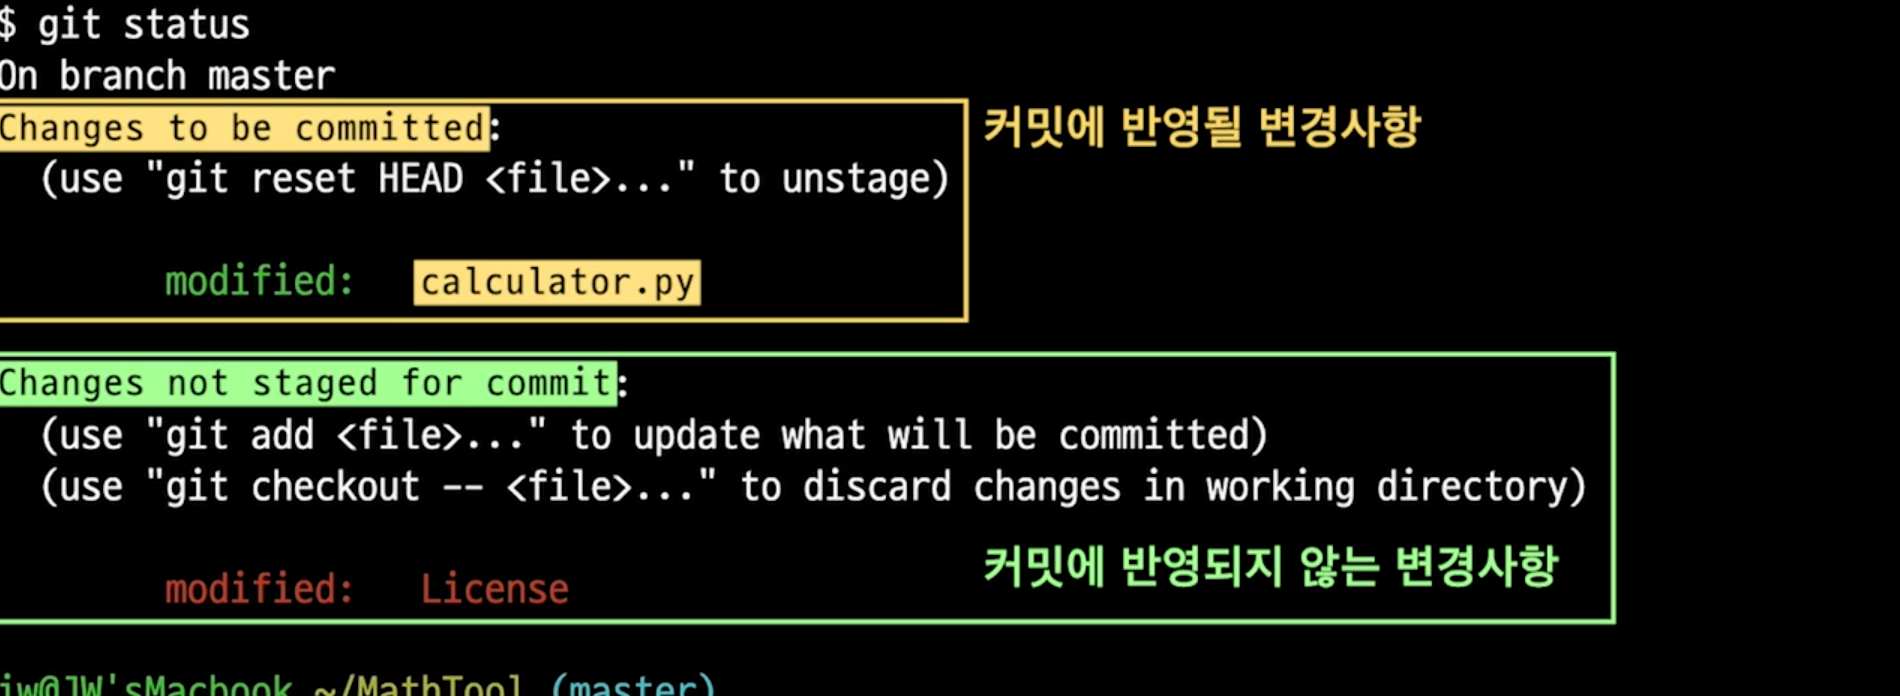 $ git status
On branch master
Changes to be committed: 커밋에 반영될 변경사항
(use "git reset HEAD <file>..." to unstage)
modified: calculator.py
Changes not staged for commit:
(use "git add <file>..." to update what will be committed)
(use "git checkout -- <file>..." to discard changes in working directory)
커밋에 반영되지 않는 변경사항
modified: License
jw@JW'sMacbook ~/MathTool (master)